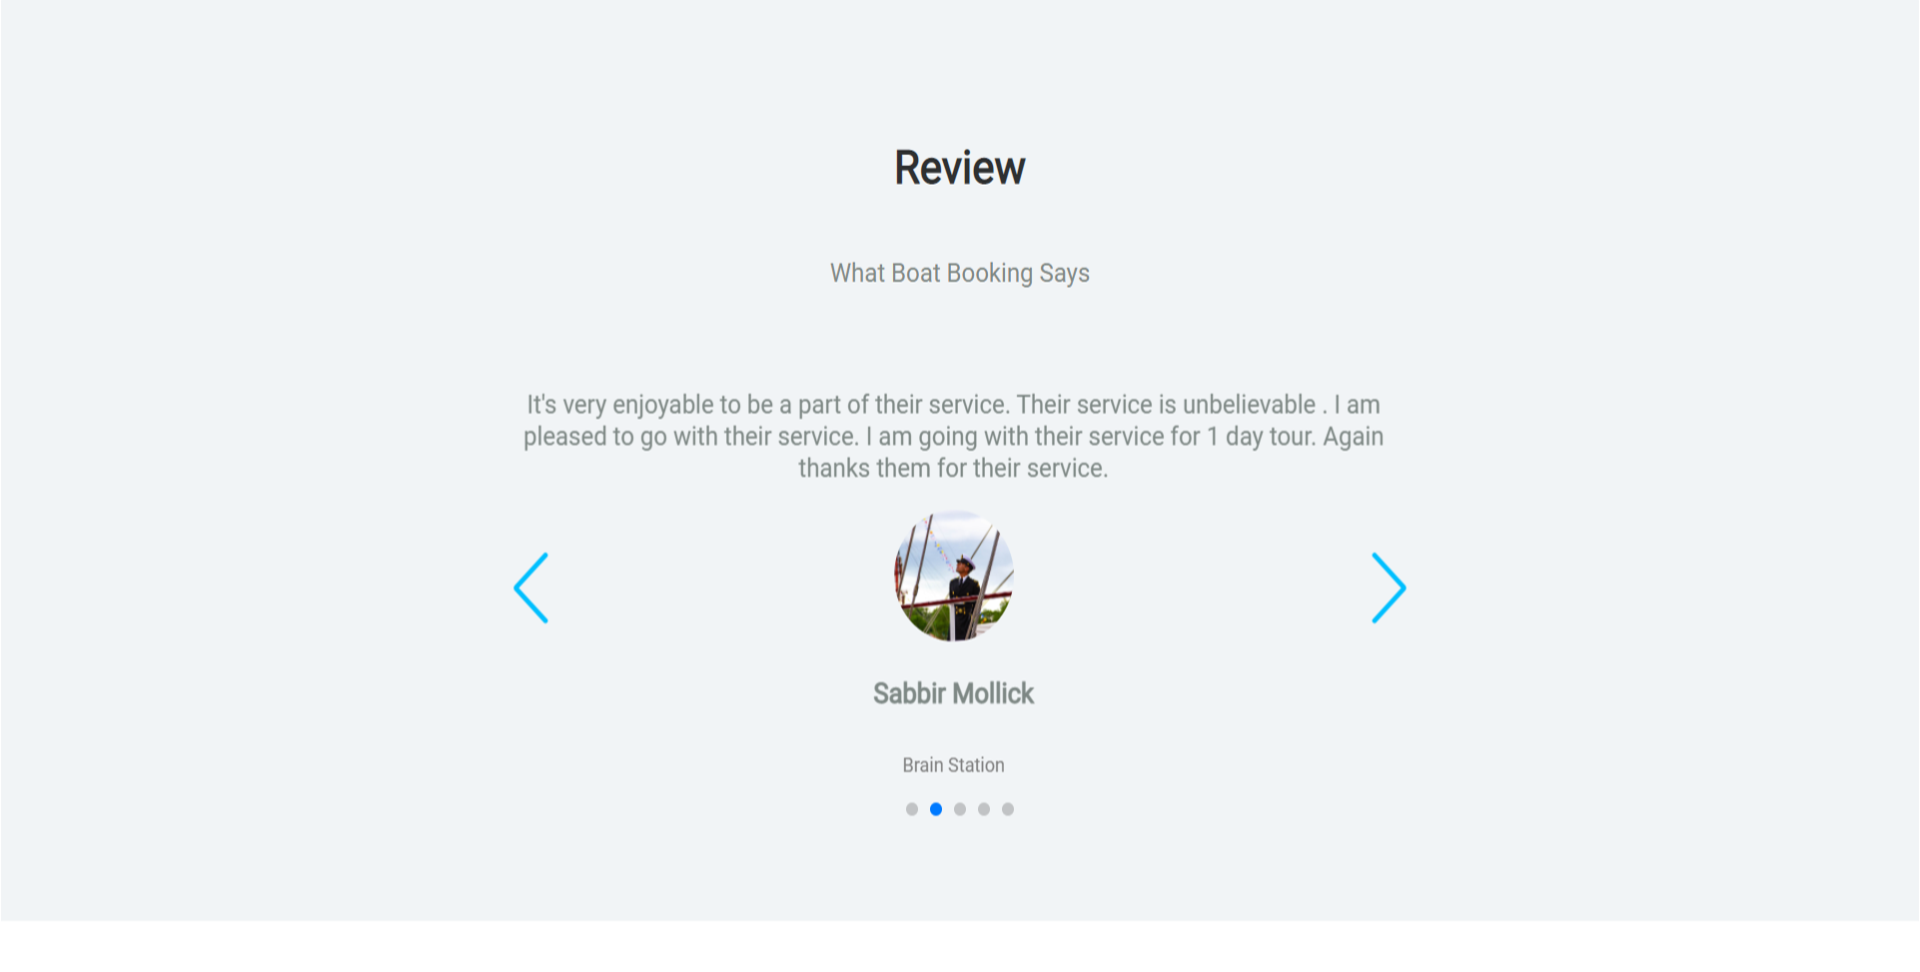 Review
What Boat Booking Says
It's very enjoyable to be a part of their service. Their service is unbelievable . I am
pleased to go with their service. I am going with their service for 1 day tour. Again
thanks them for their service.
Sabbir Mollick
Brain Station